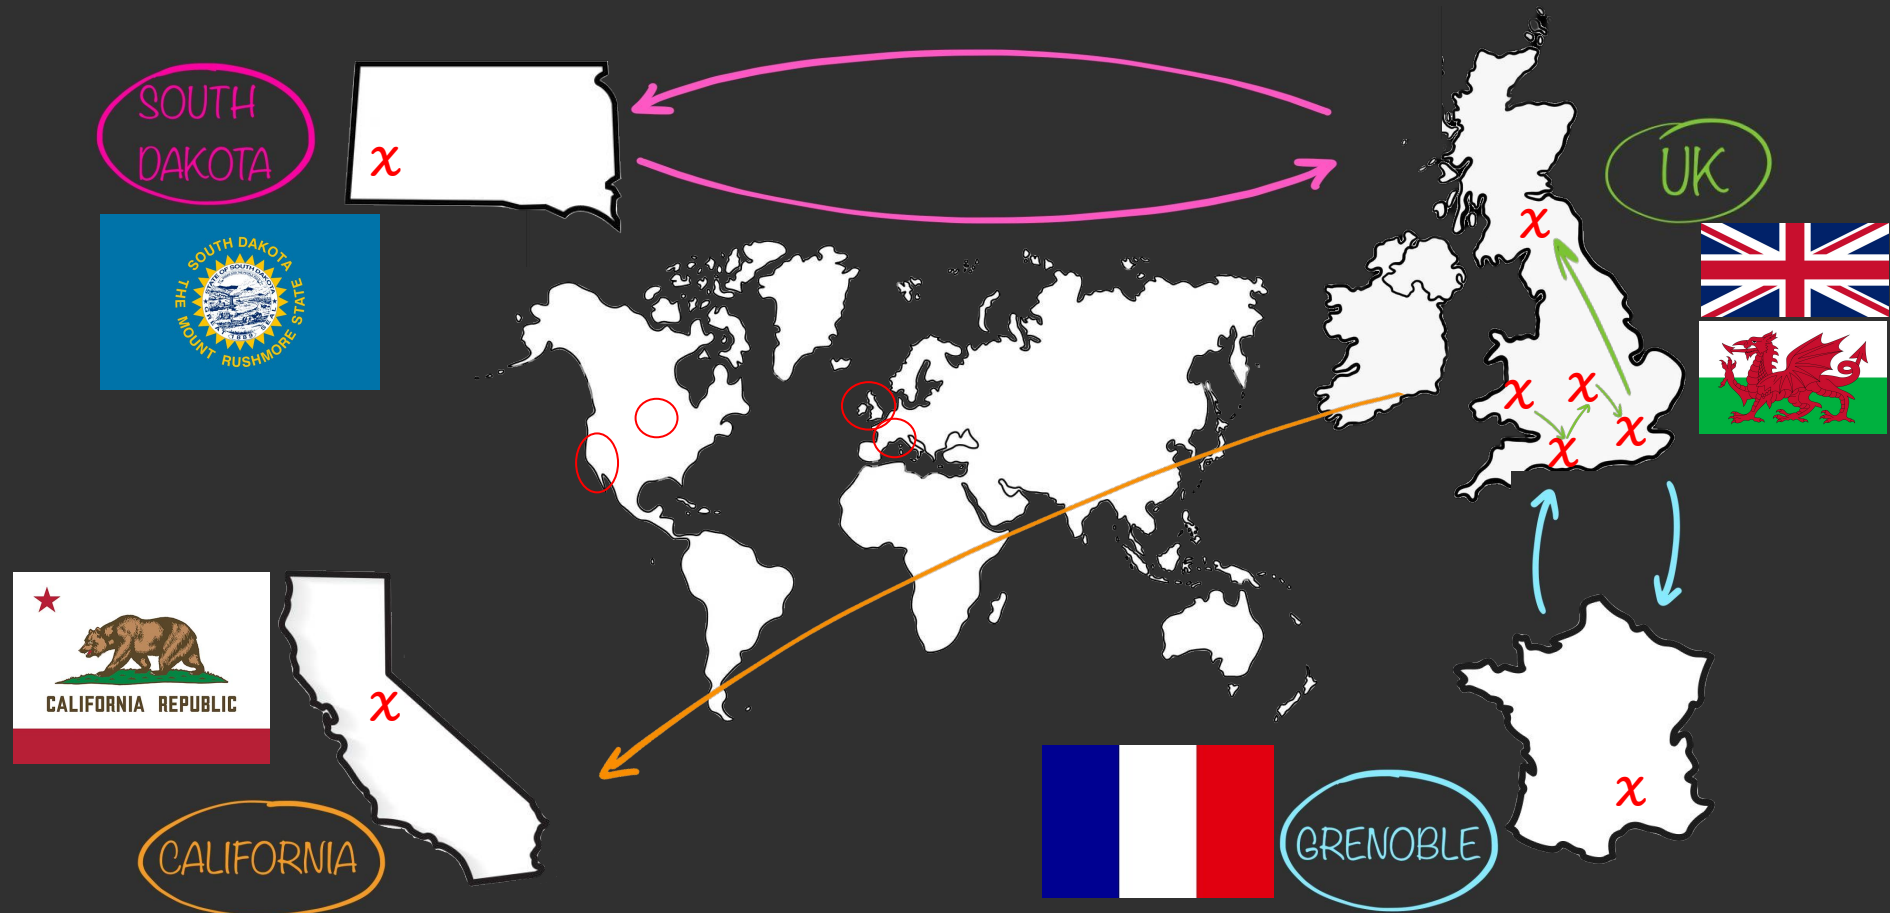 SOUTH
DAKOTA
UK
SOUTH DAKOTA
THE MOUNT RUSHMORE STATE
CALIFORNIA REPUBLIC
CALIFORNIA
GRENOBLE
x
x
x
x
x
x
x
x